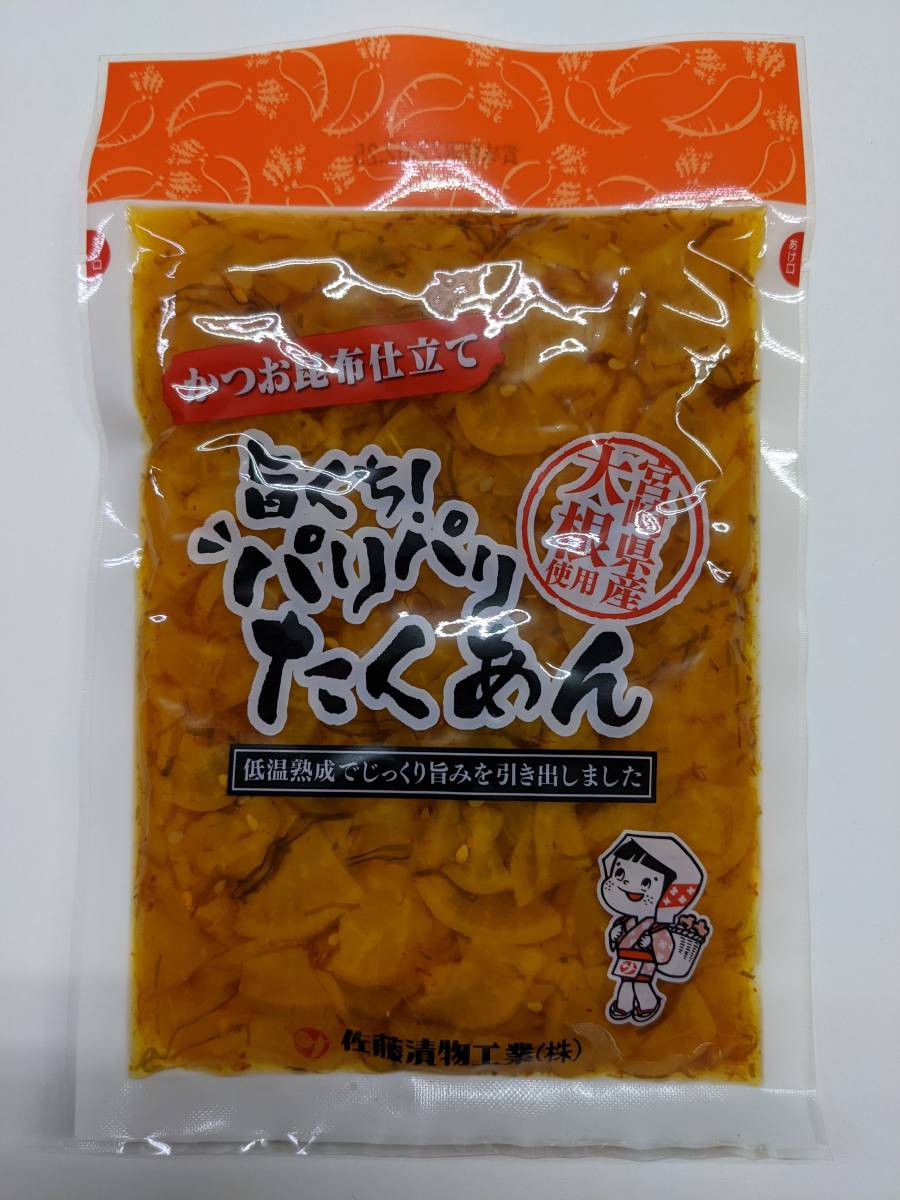 あけ口
かつお昆布仕立て
旨くち!
パリパリ
たくあん
宮崎県産
大根
使用
低温熟成でじっくり旨みを引き出しました
佐藤漬物工業(株)